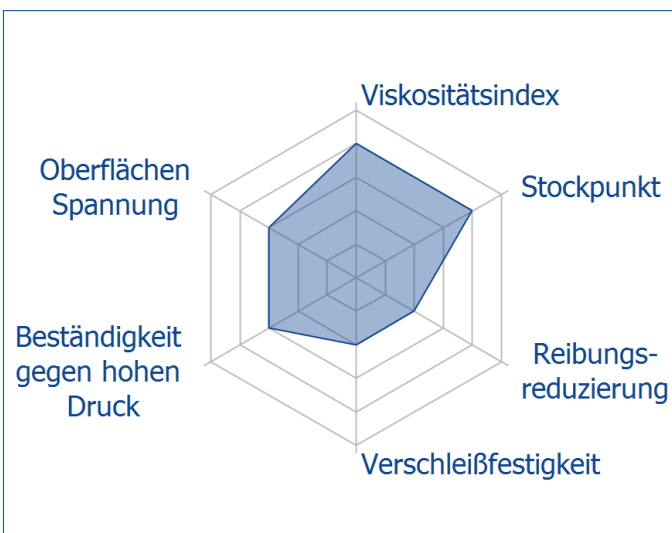 Viskositätsindex
Stockpunkt
Reibungs-
reduzierung
Verschleißfestigkeit
Beständigkeit
gegen hohen
Druck
Oberflächen
Spannung